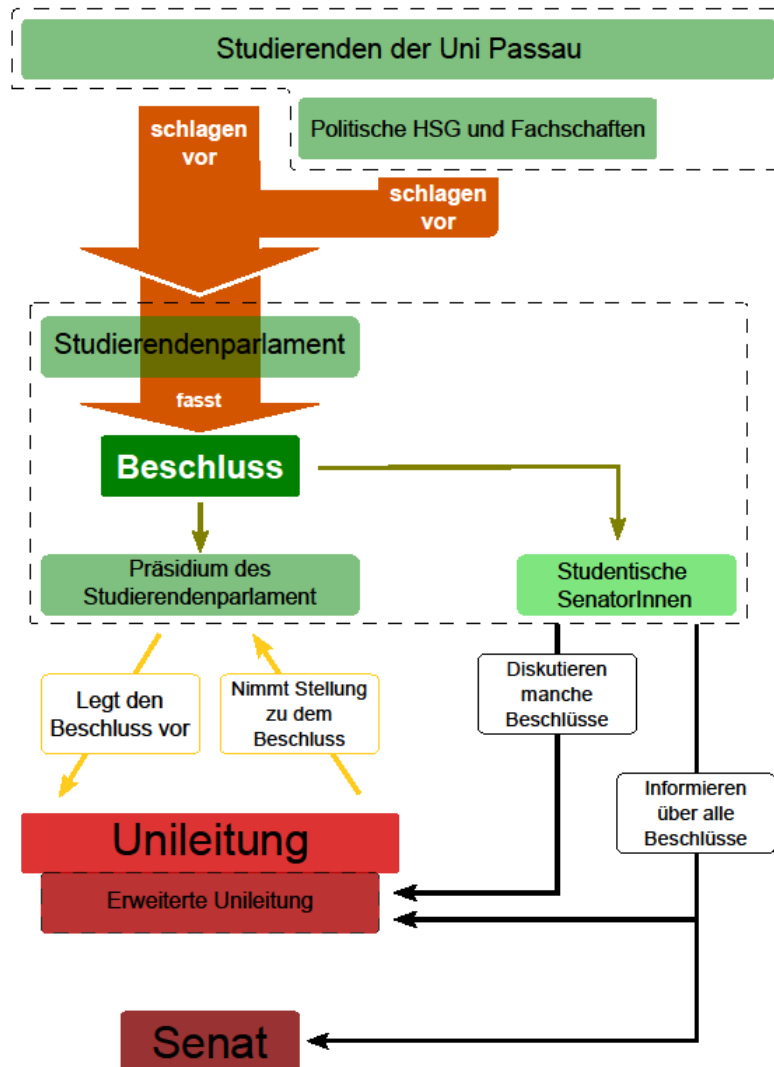 Studierenden der Uni Passau
Politische HSG und Fachschaften
schlagen
vor
schlagen
vor
Studierendenparlament
fasst
Beschluss
Präsidium des
Studierendenparlament
Studentische
SenatorInnen
Legt den
Beschluss vor
Nimmt Stellung
zu dem
Beschluss
Diskutieren
manche
Beschlüsse
Informieren
über alle
Beschlüsse
Unileitung
Erweiterte Unileitung
Senat